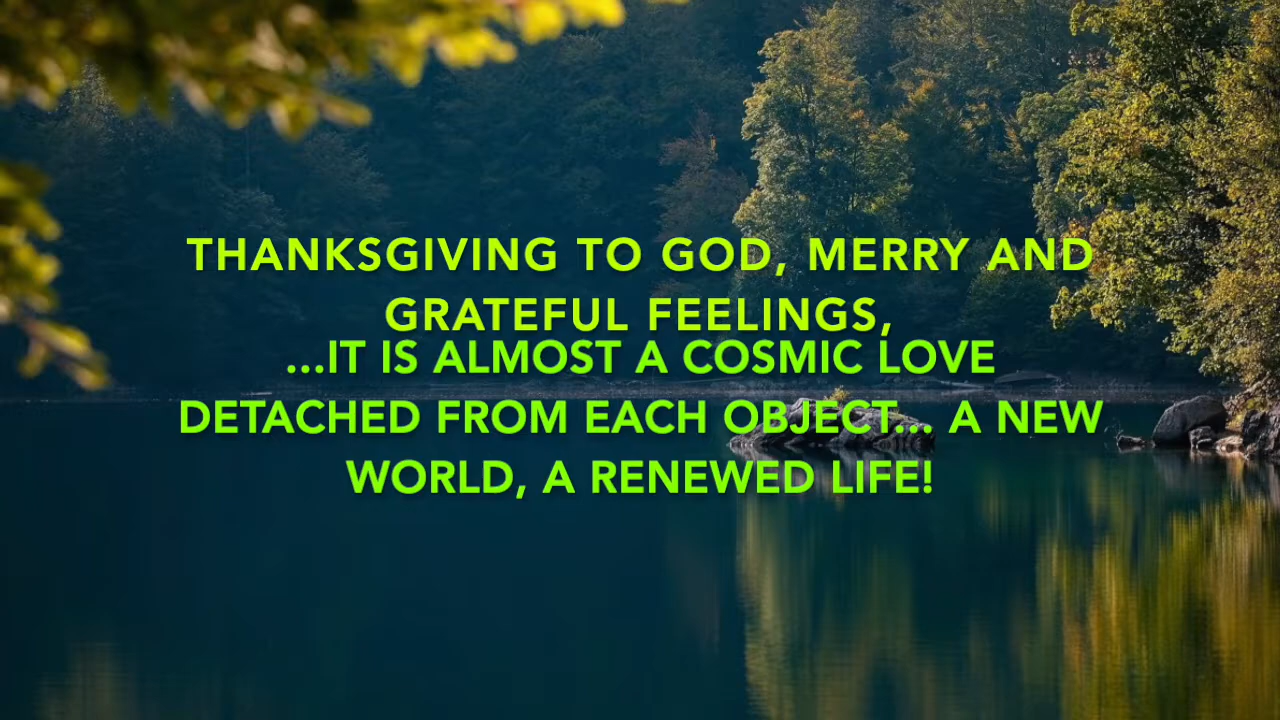 THANKSGIVING TO GOD, MERRY AND
GRATEFUL FEELINGS,
...IT IS ALMOST A COSMIC LOVE
DETACHED FROM EACH OBJECT... A NEW
WORLD, A RENEWED LIFE!